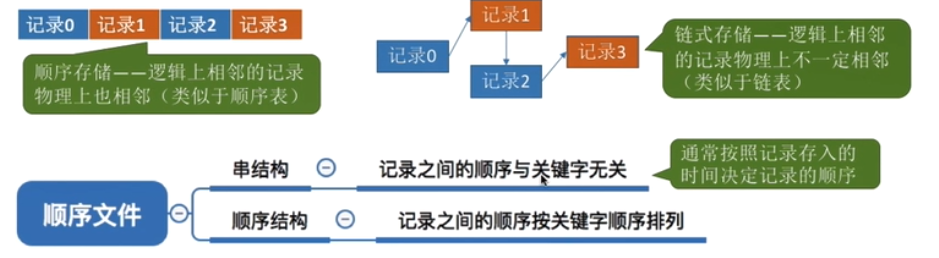 记录0 记录1 记录2 记录3
顺序存储——逻辑上相邻的记录
物理上也相邻（类似于顺序表）
记录0
记录1
记录2
记录3
链式存储——逻辑上相邻
的记录物理上不一定相邻
（类似于链表）
顺序文件
串结构
记录之间的顺序与关键字无关
通常按照记录存入的
时间决定记录的顺序
顺序结构
记录之间的顺序按关键字顺序排列